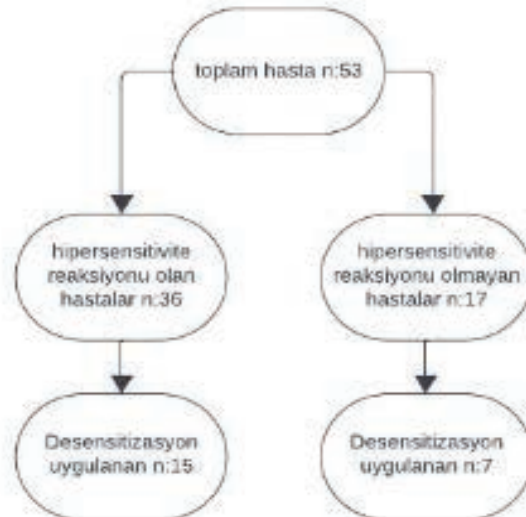 toplam hasta n:53
hipersensitivite
reaksiyonu olan
hastalar n:36
hipersensitivite
reaksiyonu olmayan
hastalar n:17
Desensitizasyon
uygulanan n:15
Desensitizasyon
uygulanan n:7